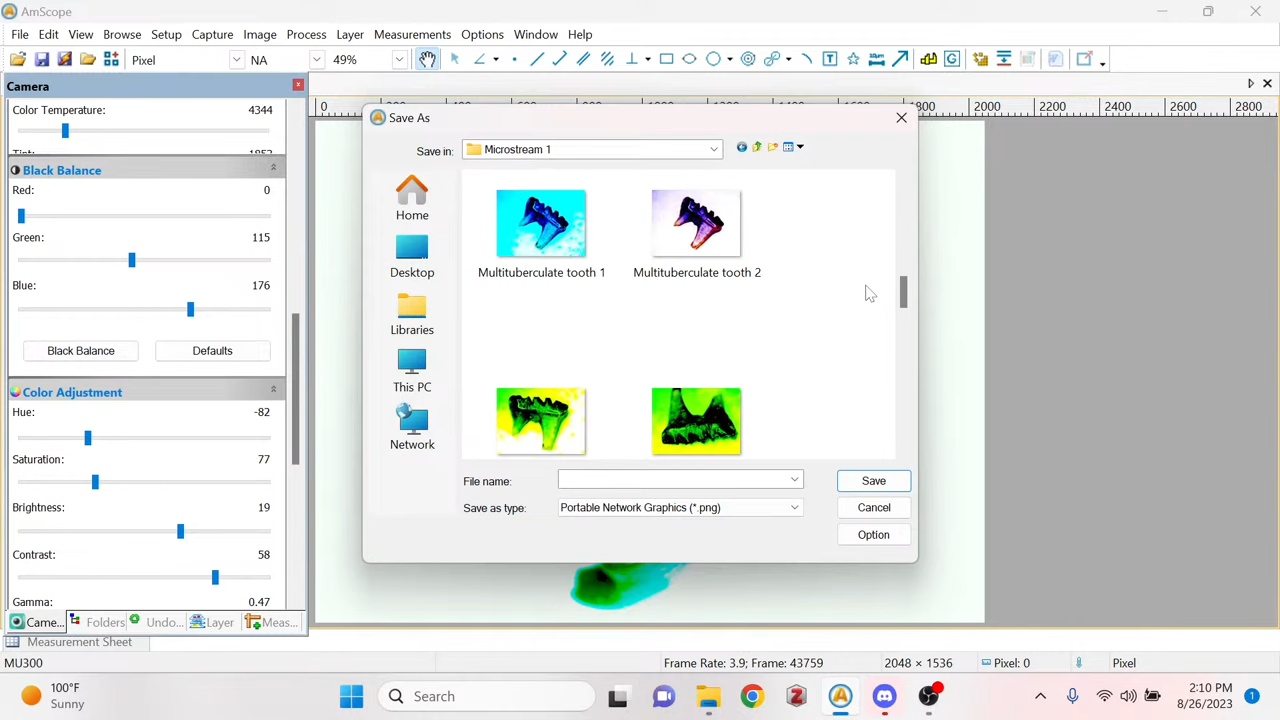 AmScope
File Edit View Browse Setup Capture Image Process Layer Measurements Options Window Help
Pixel NA 49%
Camera
Color Temperature: 4344
Black Balance
Red: 0
Green: 115
Blue: 176
Black Balance Defaults
Color Adjustment
Hue: -82
Saturation: 77
Brightness: 19
Contrast: 58
Gamma: 0.47
Came... Folders Undo... Layer Meas...
Measurement Sheet
0 2000 2200 2400 2600 2800
Save As
Save in: Microstream 1
Home
Desktop
Libraries
This PC
Network
Multituberculate tooth 1 Multituberculate tooth 2
File name: Save
Save as type: Portable Network Graphics (*.png) Cancel
Option
MU300 Frame Rate: 3.9; Frame: 43759 2048 × 1536 Pixel: 0 Pixel
100°F
Sunny
Search
2:10 PM
8/26/2023
1